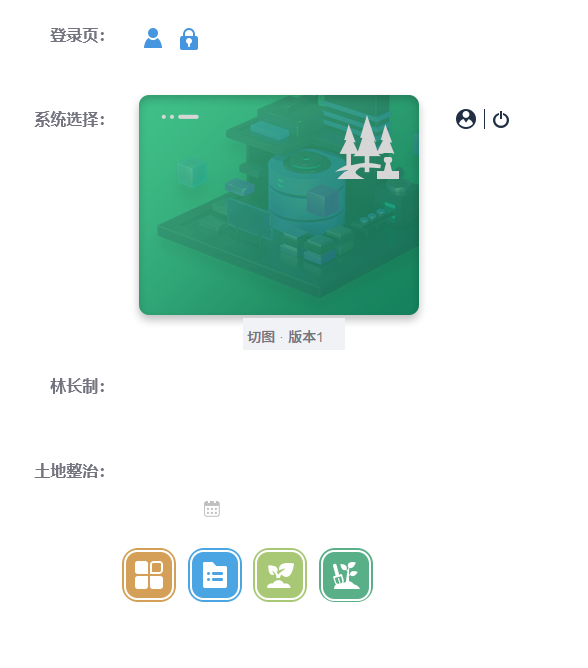 登录页：
系统选择：
切图 · 版本1
林长制：
土地整治：